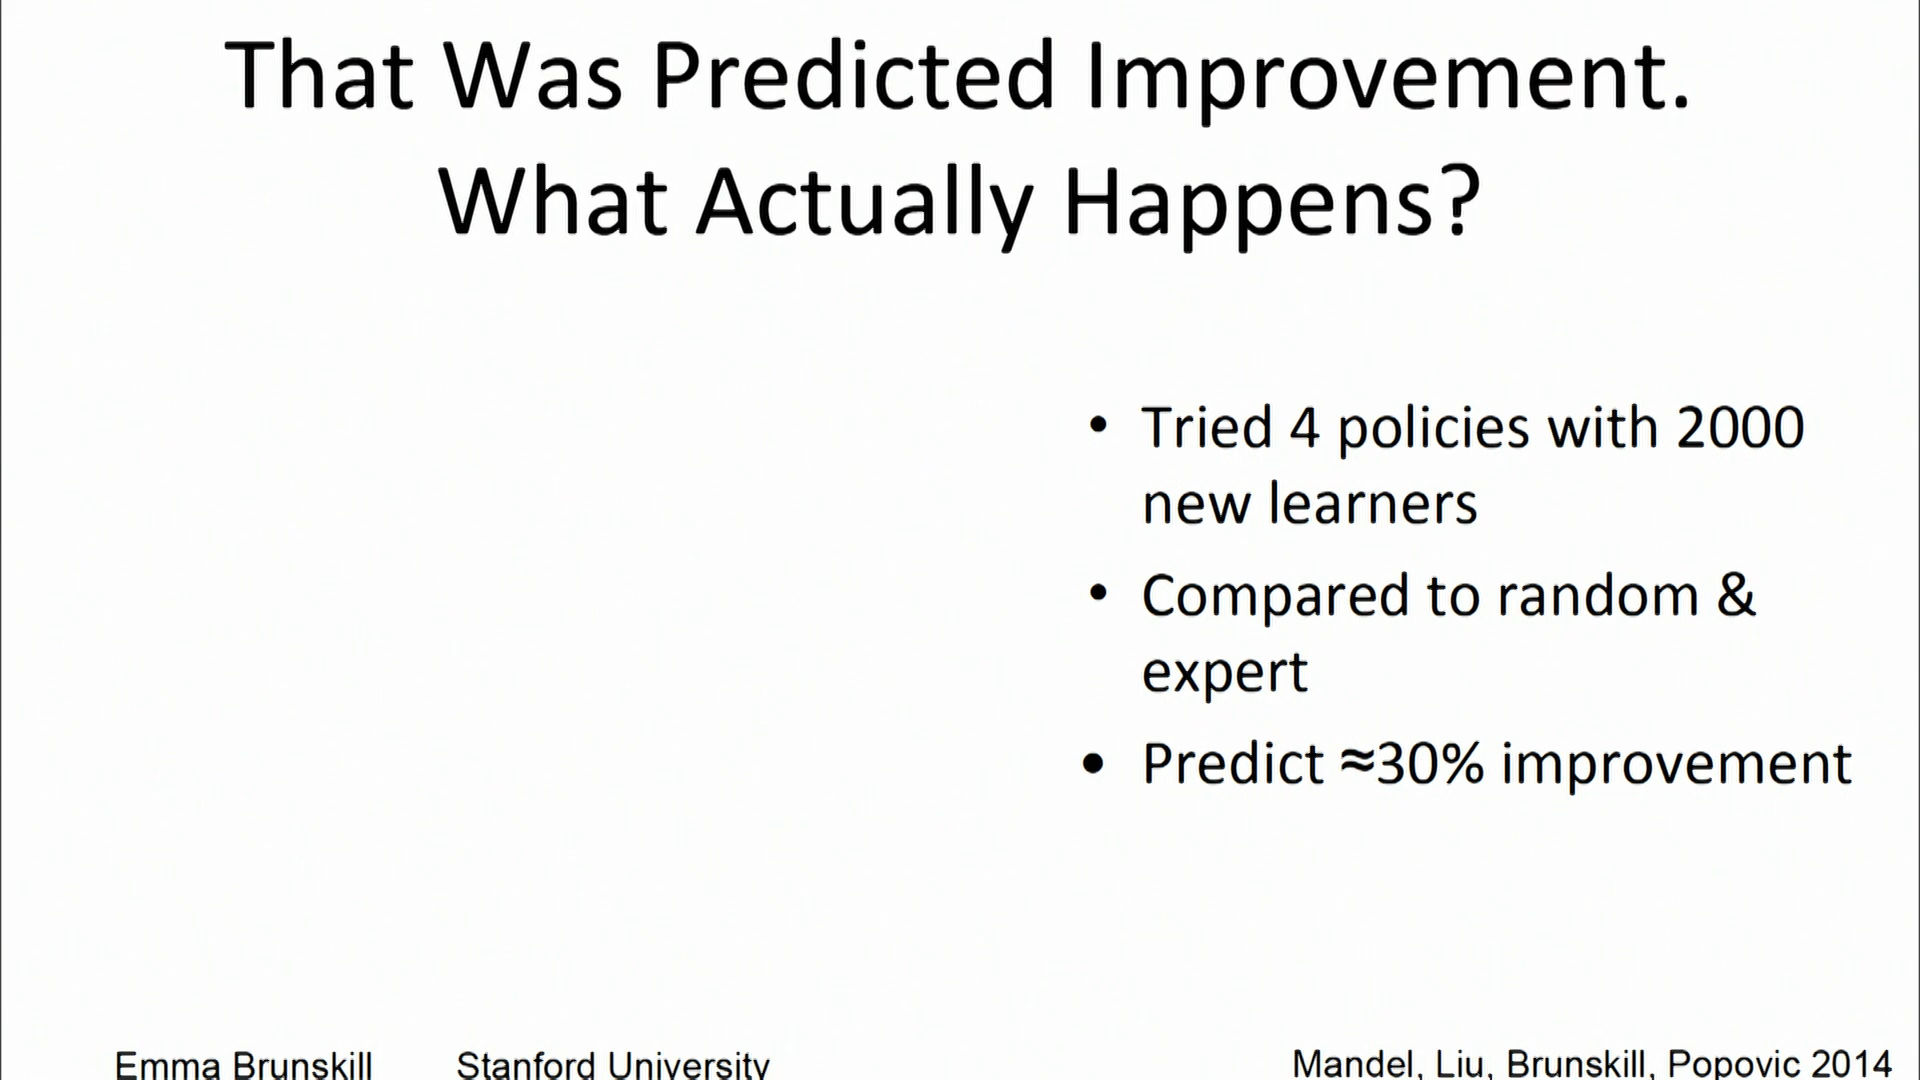 That Was Predicted Improvement.
What Actually Happens?
• Tried 4 policies with 2000
new learners
• Compared to random &
expert
• Predict ≈30% improvement
Emma Brunskill Stanford University
Mandel, Liu, Brunskill, Popovic 2014